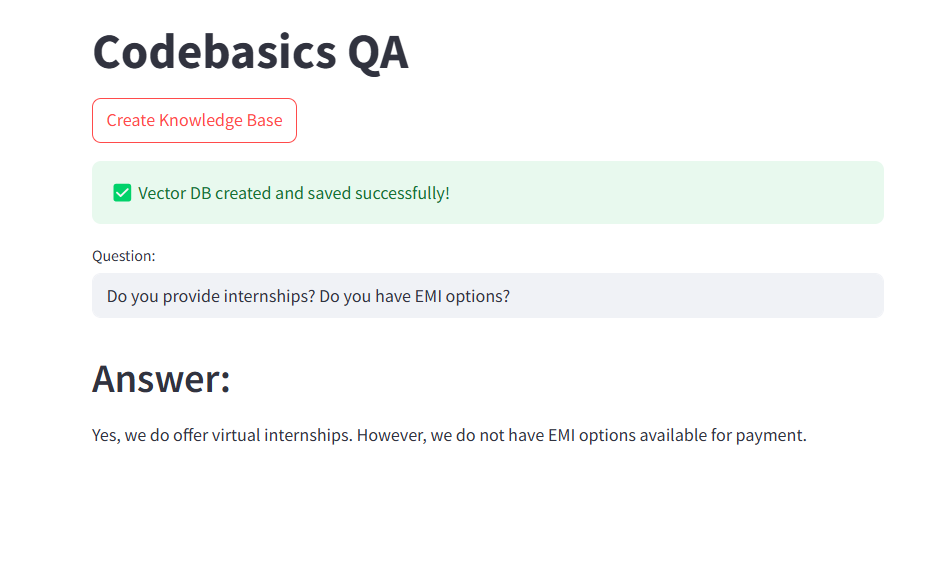 Codebasics QA
Create Knowledge Base
✅ Vector DB created and saved successfully!
Question:
Do you provide internships? Do you have EMI options?
Answer:
Yes, we do offer virtual internships. However, we do not have EMI options available for payment.